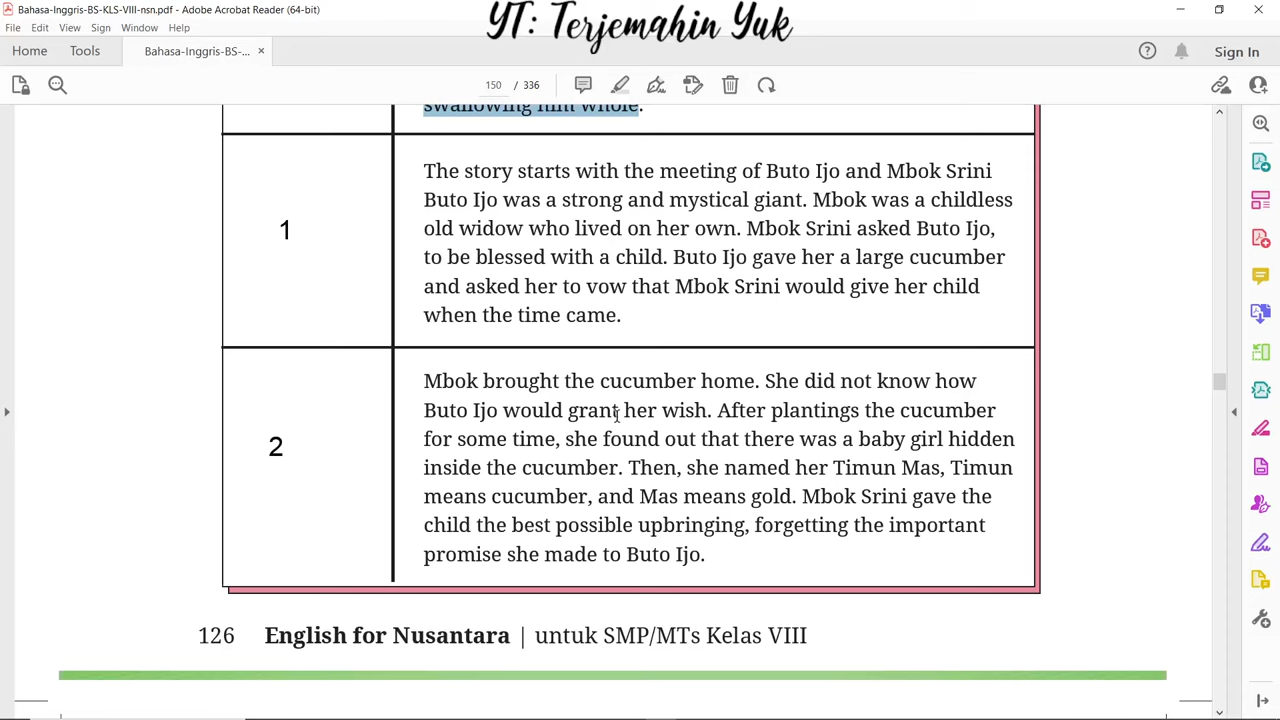 Bahasa-Inggris-BS-KLS-VIII-nsn.pdf - Adobe Acrobat Reader (64-bit)
YT: Terjemahin Yuk
File Edit View Sign Window Help
Home Tools Bahasa-Inggris-BS-... × Sign In
150 / 336
swallowing him whole.
1
The story starts with the meeting of Buto Ijo and Mbok Srini
Buto Ijo was a strong and mystical giant. Mbok was a childless
old widow who lived on her own. Mbok Srini asked Buto Ijo,
to be blessed with a child. Buto Ijo gave her a large cucumber
and asked her to vow that Mbok Srini would give her child
when the time came.
2
Mbok brought the cucumber home. She did not know how
Buto Ijo would grant her wish. After plantings the cucumber
for some time, she found out that there was a baby girl hidden
inside the cucumber. Then, she named her Timun Mas, Timun
means cucumber, and Mas means gold. Mbok Srini gave the
child the best possible upbringing, forgetting the important
promise she made to Buto Ijo.
126 English for Nusantara | untuk SMP/MTs Kelas VIII